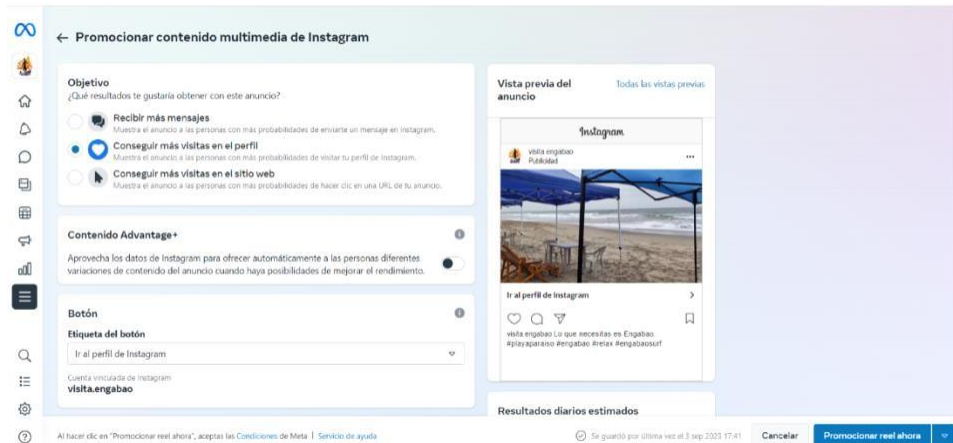 Promocionar contenido multimedia de Instagram
Objetivo
¿Qué resultados te gustaría obtener con este anuncio?
Recibir más mensajes
Muestra el anuncio a las personas con más probabilidades de enviarte un mensaje en Instagram.
Conseguir más visitas en el perfil
Muestra el anuncio a las personas con más probabilidades de visitar tu perfil de Instagram.
Conseguir más visitas en el sitio web
Muestra el anuncio a las personas con más probabilidades de hacer clic en una URL de tu anuncio.
Contenido Advantage+
Aprovecha los datos de Instagram para ofrecer automáticamente a las personas diferentes
variaciones de contenido del anuncio cuando haya posibilidades de mejorar el rendimiento.
Botón
Etiqueta del botón
Ir al perfil de Instagram
Cuenta vinculada de Instagram
visita.engabao
Vista previa del
anuncio
Todas las vistas previas
Instagram
visita engabao
Publicidad
Ir al perfil de Instagram
visita engabao Lo que necesitas es Engabao
#playaparaiso #engabao #relax #engabaosurf
Resultados diarios estimados
Al hacer clic en "Promocionar reel ahora", aceptas las Condiciones de Meta | Servicio de ayuda
Se guardó por última vez el 3 sep 2023 17:41
Cancelar
Promocionar reel ahora